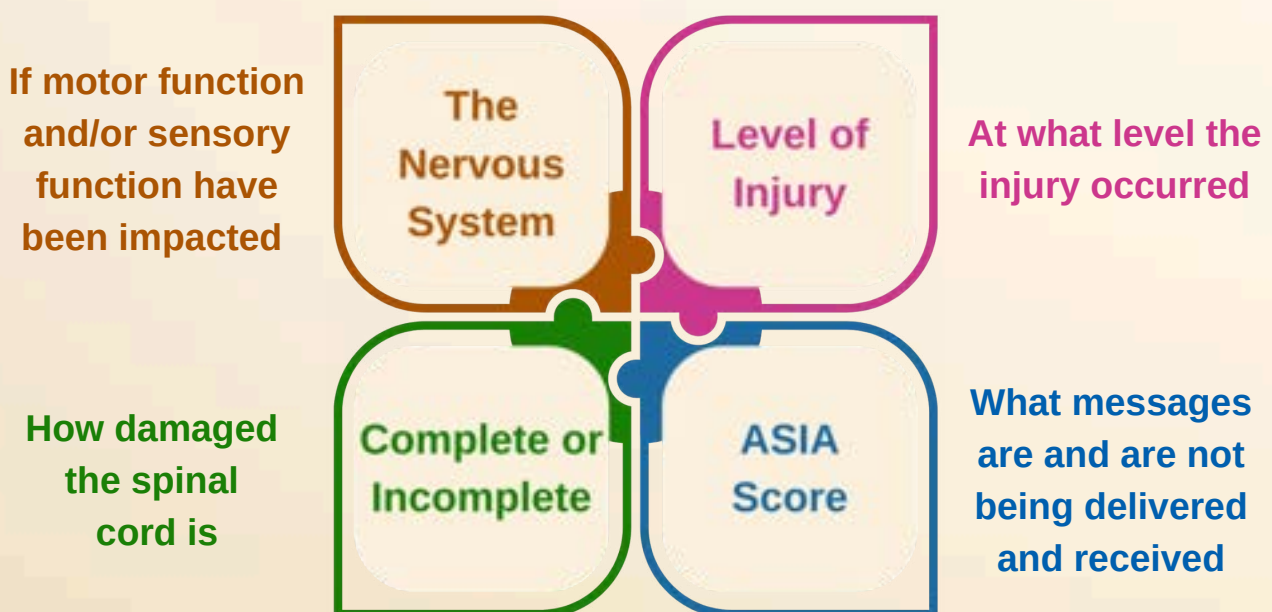 If motor function
and/or sensory
function have
been impacted
The
Nervous
System
Level of
Injury
At what level the
injury occurred
How damaged
the spinal
cord is
Complete or
Incomplete
ASIA
Score
What messages
are and are not
being delivered
and received